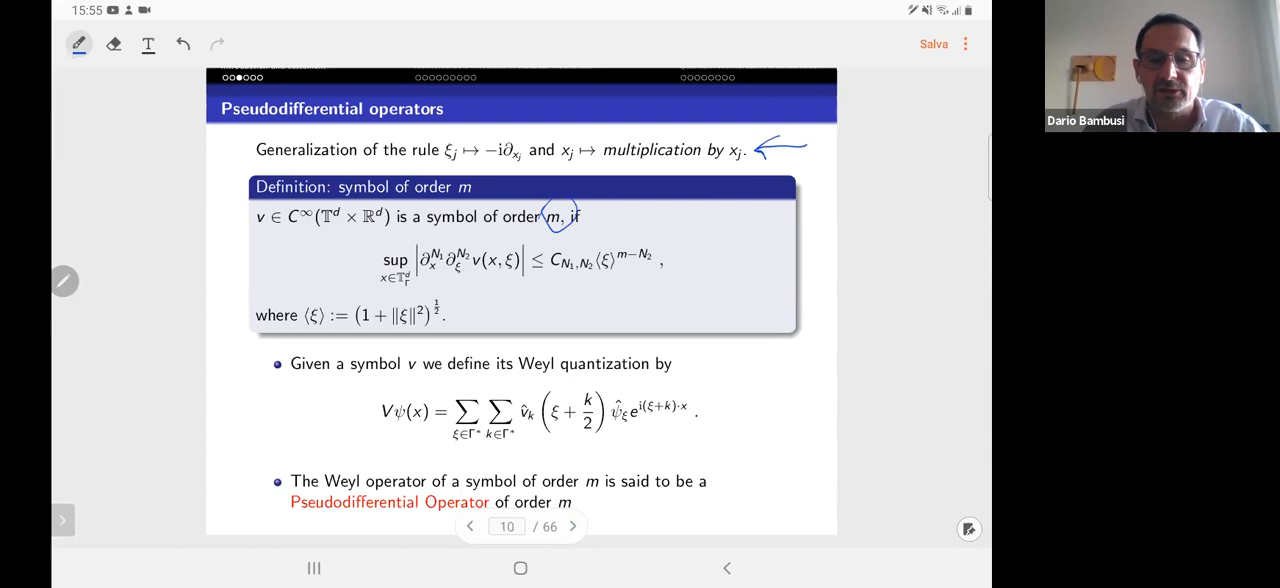 15:55
Salva
Pseudodifferential operators
Generalization of the rule ξ_j ↦ −i∂_{x_j} and x_j ↦ multiplication by x_j.
Definition: symbol of order m
v ∈ C^∞(𝕋^d × ℝ^d) is a symbol of order m, if
sup_{x∈𝕋^d_Γ} |∂_x^{N_1} ∂_ξ^{N_2} v(x, ξ)| ≤ C_{N_1,N_2} ⟨ξ⟩^{m−N_2} ,
where ⟨ξ⟩ := (1 + ‖ξ‖²)^{1/2}.
Given a symbol v we define its Weyl quantization by
Vψ(x) = ∑_{ξ∈Γ*} ∑_{k∈Γ*} v̂_k (ξ + k/2) ψ̂_ξ e^{i(ξ+k)·x} .
The Weyl operator of a symbol of order m is said to be a
Pseudodifferential Operator of order m
10 / 66
Dario Bambusi